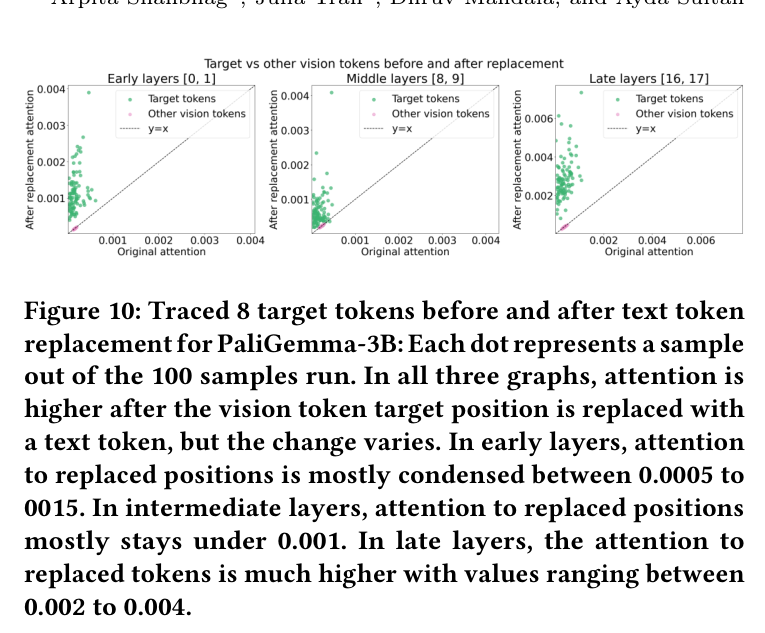 Arpita Shanbhag , Julia Tran , Dhruv Mandala, and Ayda Sultan
Target vs other vision tokens before and after replacement
Early layers [0, 1]
After replacement attention
0.004
0.003
0.002
0.001
Target tokens
Other vision tokens
y=x
0.001 0.002 0.003 0.004
Original attention
Middle layers [8, 9]
After replacement attention
0.004
0.003
0.002
0.001
Target tokens
Other vision tokens
y=x
0.001 0.002 0.003 0.004
Original attention
Late layers [16, 17]
After replacement attention
0.006
0.004
0.002
Target tokens
Other vision tokens
y=x
0.002 0.004 0.006
Original attention
Figure 10: Traced 8 target tokens before and after text token
replacement for PaliGemma-3B: Each dot represents a sample
out of the 100 samples run. In all three graphs, attention is
higher after the vision token target position is replaced with
a text token, but the change varies. In early layers, attention
to replaced positions is mostly condensed between 0.0005 to
0015. In intermediate layers, attention to replaced positions
mostly stays under 0.001. In late layers, the attention to
replaced tokens is much higher with values ranging between
0.002 to 0.004.